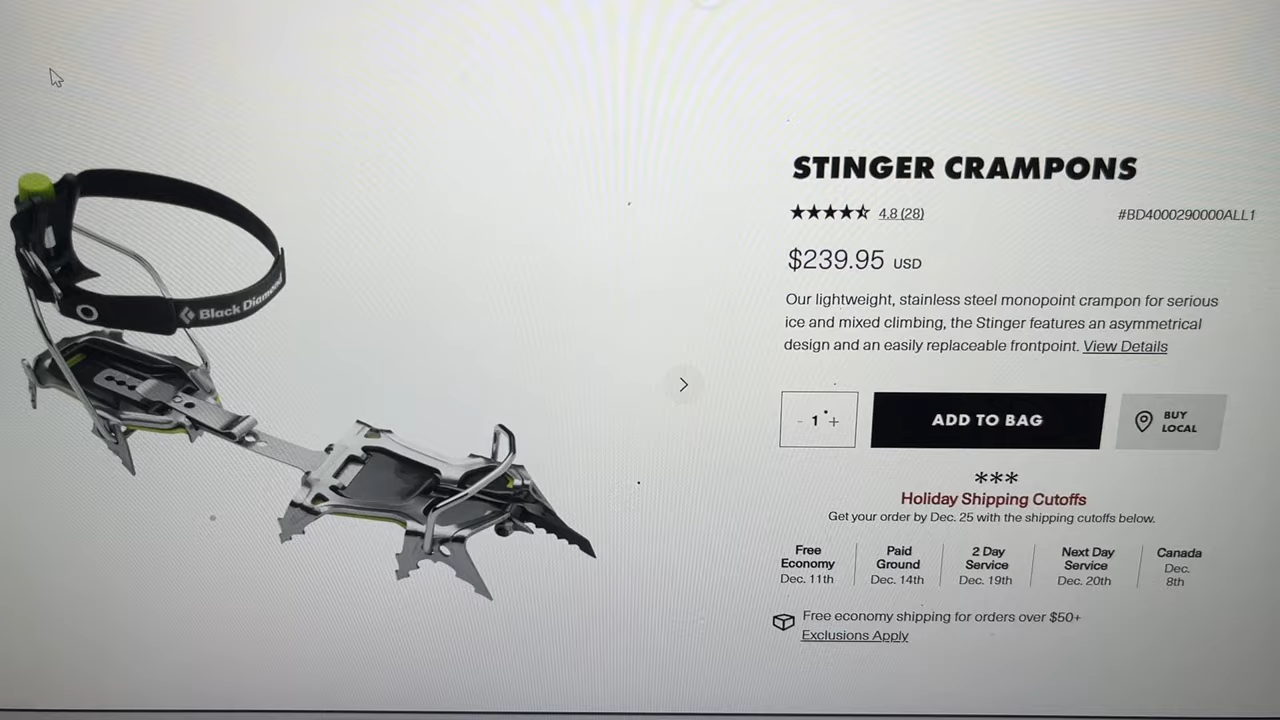 STINGER CRAMPONS
4.8 (28)
#BD4000290000ALL1
$239.95 USD
Our lightweight, stainless steel monopoint crampon for serious
ice and mixed climbing, the Stinger features an asymmetrical
design and an easily replaceable frontpoint. View Details
- 1 +
ADD TO BAG
BUY
LOCAL
***
Holiday Shipping Cutoffs
Get your order by Dec. 25 with the shipping cutoffs below.
Free
Economy
Dec. 11th
Paid
Ground
Dec. 14th
2 Day
Service
Dec. 19th
Next Day
Service
Dec. 20th
Canada
Dec.
8th
Free economy shipping for orders over $50+
Exclusions Apply
Black Diamond